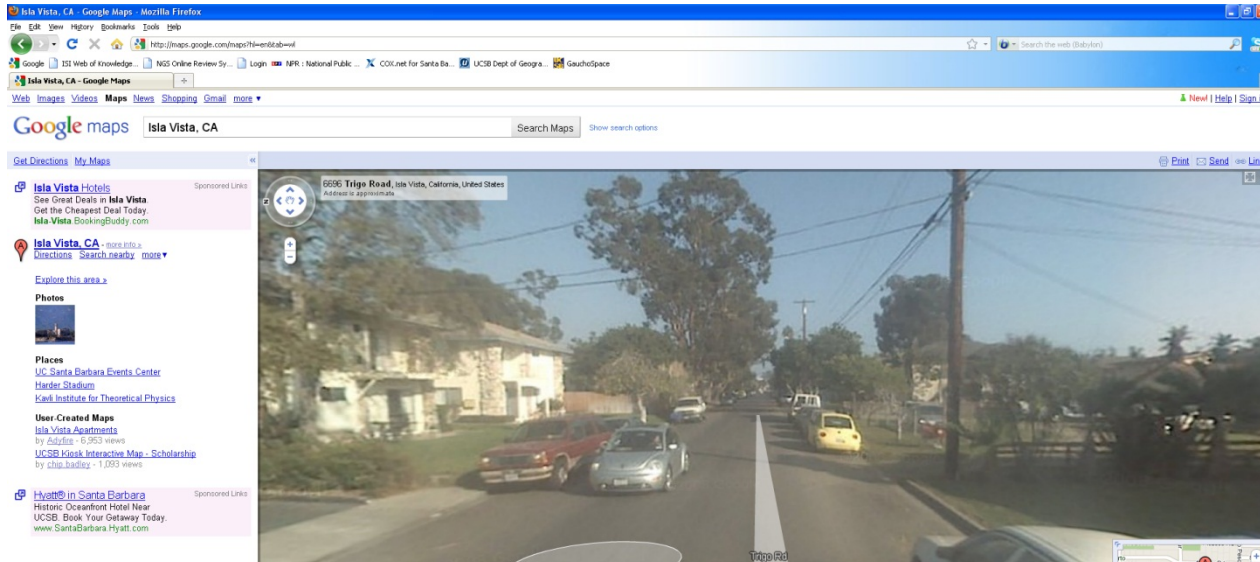 Isla Vista, CA - Google Maps - Mozilla Firefox
File Edit View History Bookmarks Tools Help
http://maps.google.com/maps?hl=en&tab=wl
Search the web (Babylon)
Google ISI Web of Knowledge... NGS Online Review Sy... Login NPR : National Public ... COX.net for Santa Ba... UCSB Dept of Geogra... GauchoSpace
Isla Vista, CA - Google Maps
Web Images Videos Maps News Shopping Gmail more ▼
New! | Help | Sign
Google maps
Isla Vista, CA
Search Maps
Show search options
Get Directions My Maps
«
Print Send Lin
Isla Vista Hotels
Sponsored Links
See Great Deals in Isla Vista.
Get the Cheapest Deal Today.
Isla-Vista.BookingBuddy.com
A
Isla Vista, CA - more info »
Directions Search nearby more▼
Explore this area »
Photos
Places
UC Santa Barbara Events Center
Harder Stadium
Kavli Institute for Theoretical Physics
User-Created Maps
Isla Vista Apartments
by Adyfire - 6,953 views
UCSB Kiosk Interactive Map - Scholarship
by chip.badley - 1,093 views
Hyatt® in Santa Barbara
Sponsored Links
Historic Oceanfront Hotel Near
UCSB. Book Your Getaway Today.
www.SantaBarbara.Hyatt.com
6696 Trigo Road, Isla Vista, California, United States
Address is approximate
Trigo Rd